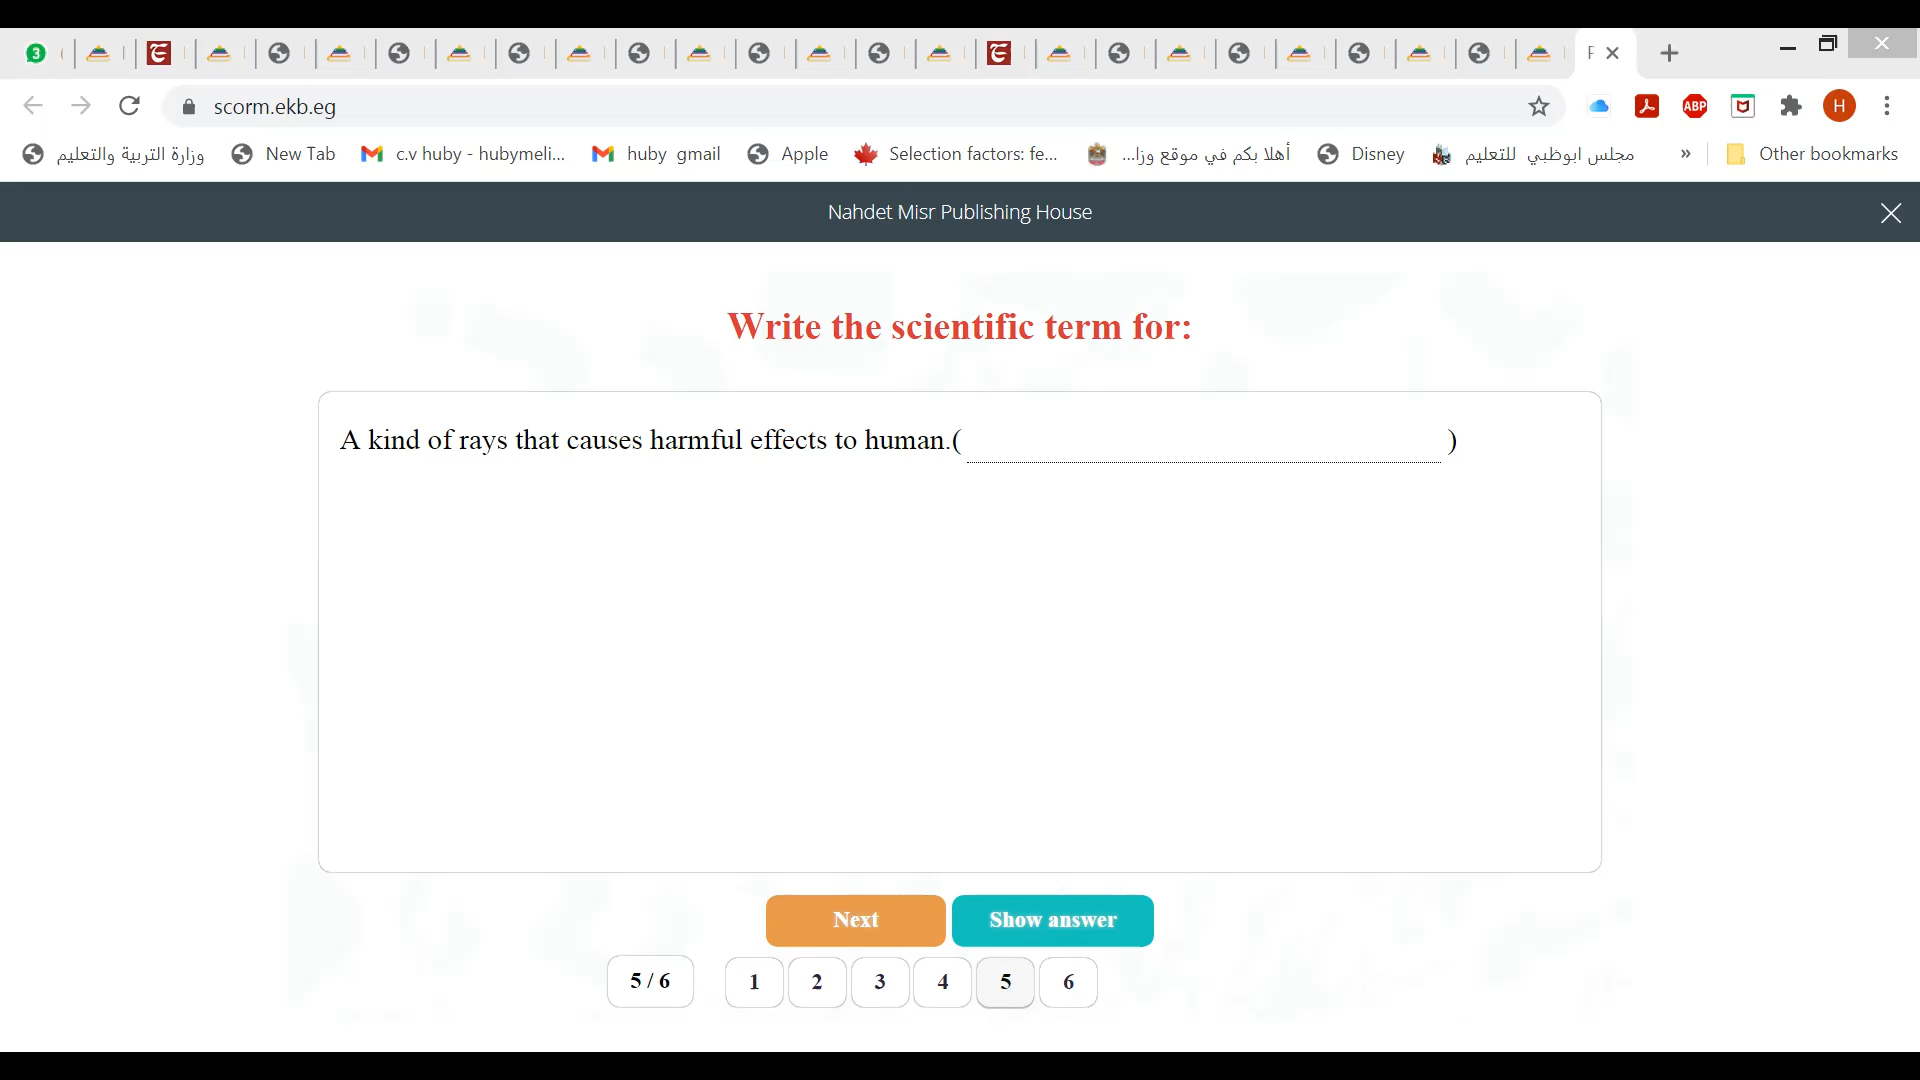 3
F
scorm.ekb.eg
ABP
H
وزارة التربية والتعليم
New Tab
c.v huby - hubymeli...
huby gmail
Apple
Selection factors: fe...
أهلا بكم في موقع وزا...
Disney
مجلس ابوظبي للتعليم
»
Other bookmarks
Nahdet Misr Publishing House
Write the scientific term for:
A kind of rays that causes harmful effects to human.( )
Next
Show answer
5 / 6
1
2
3
4
5
6